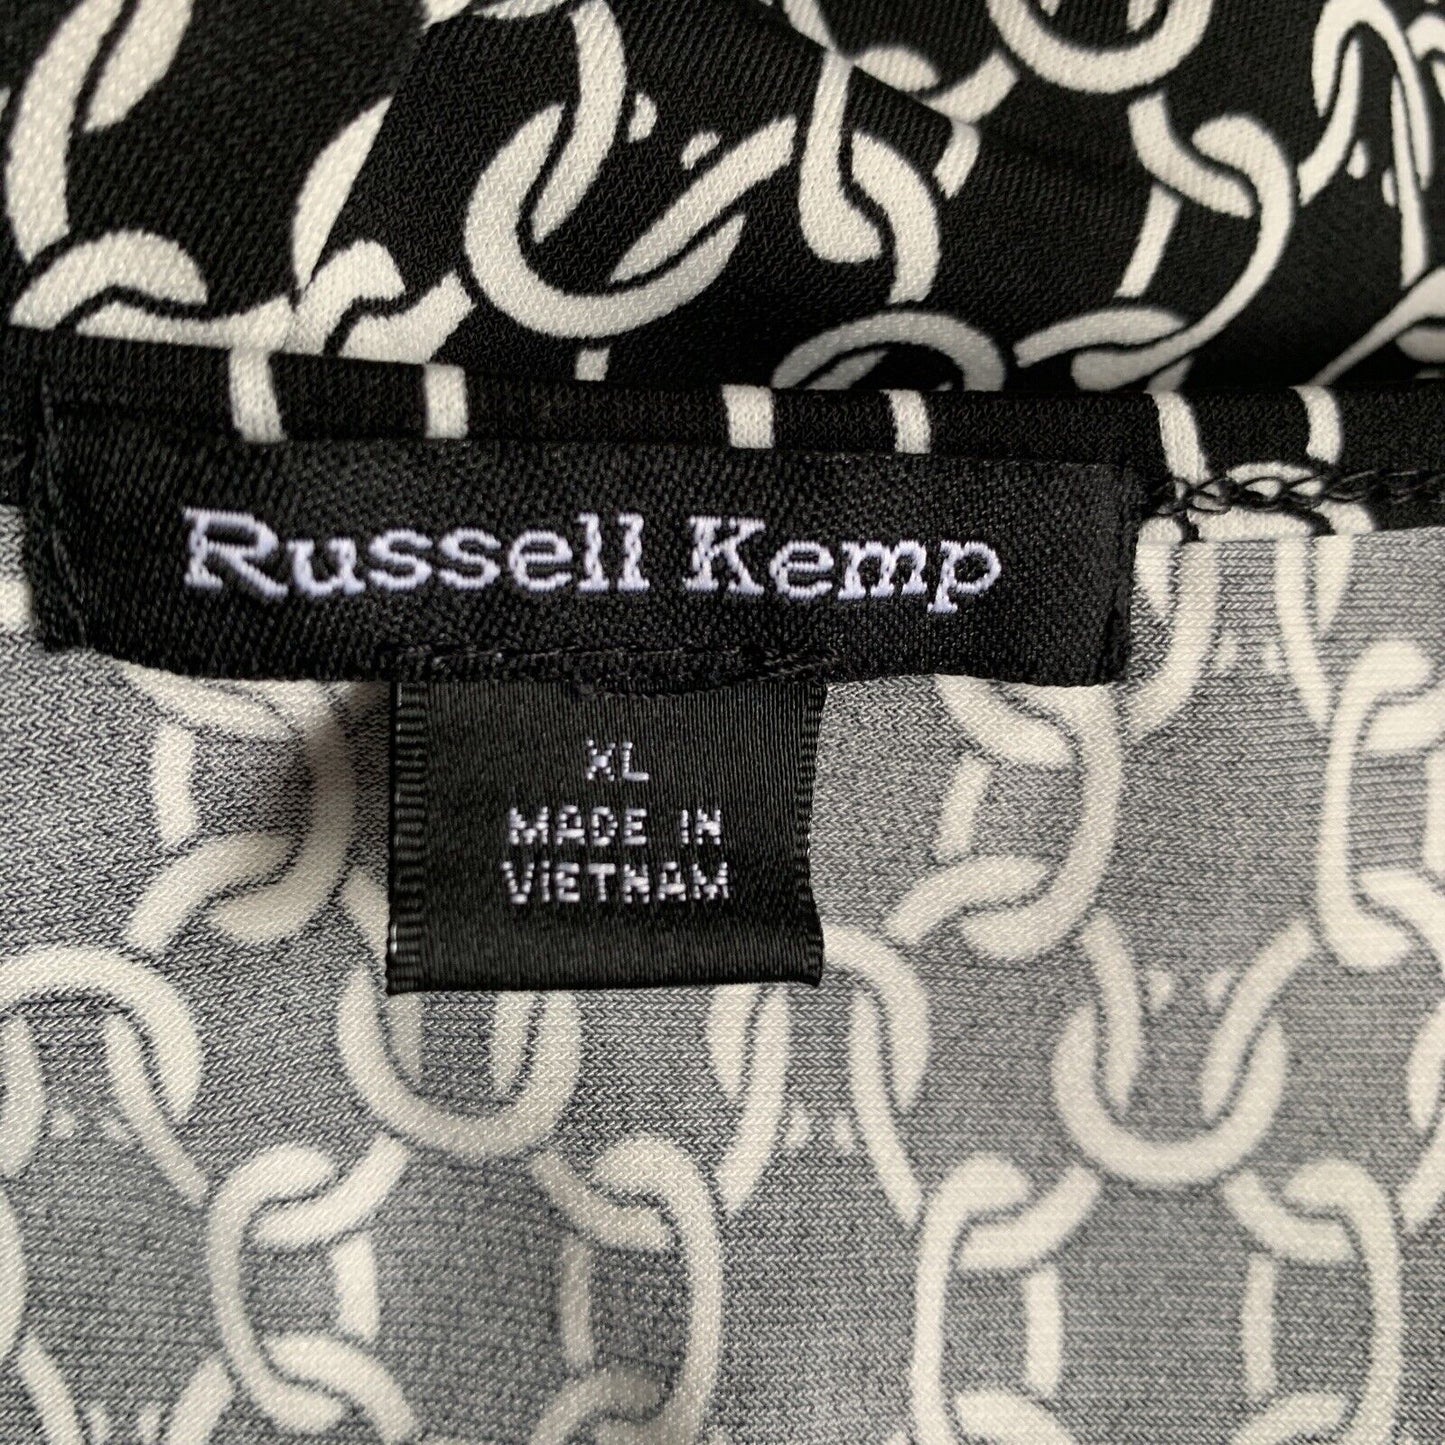 Russell Kemp
XL
MADE IN
VIETNAM